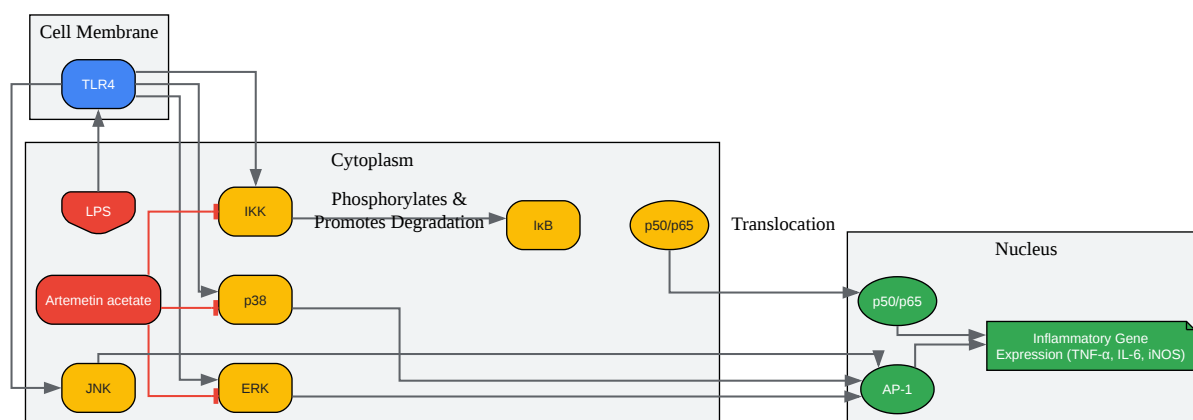 Cell Membrane
TLR4
Cytoplasm
LPS
IKK
Phosphorylates &
Promotes Degradation
IκB
p50/p65
Translocation
Nucleus
Artemetin acetate
p38
p50/p65
Inflammatory Gene
Expression (TNF-α, IL-6, iNOS)
JNK
ERK
AP-1